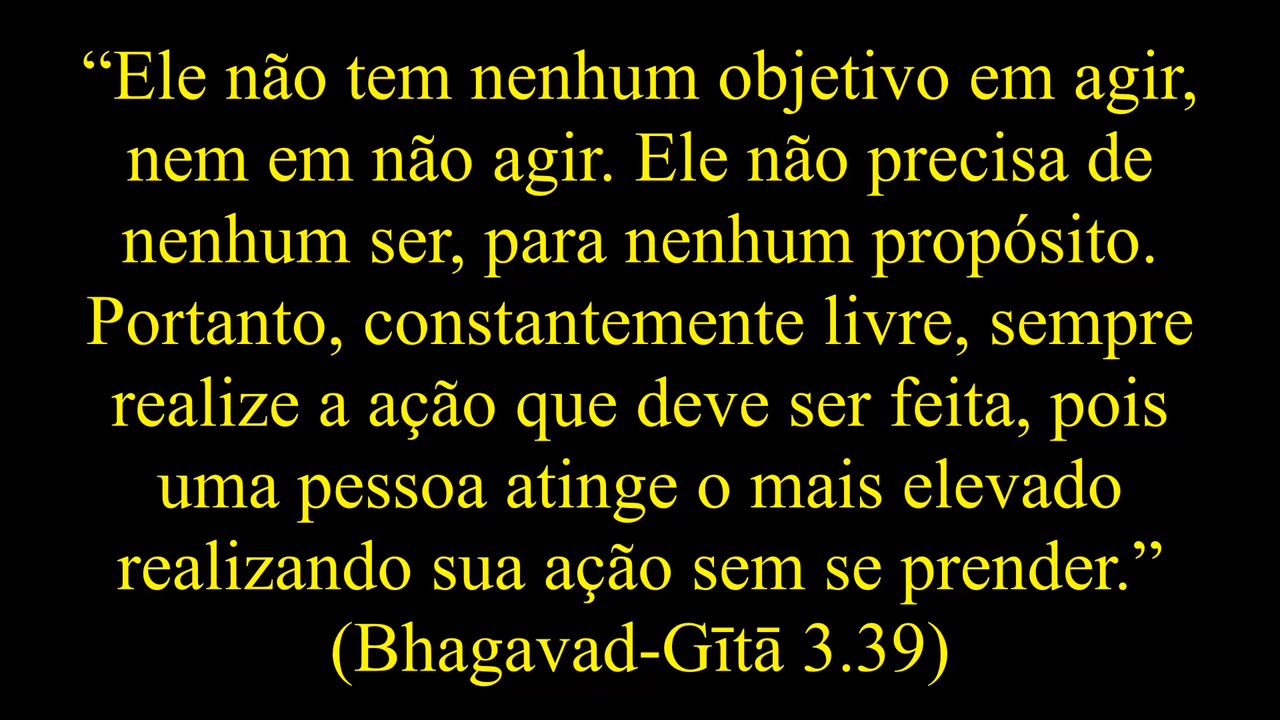 “Ele não tem nenhum objetivo em agir,
nem em não agir. Ele não precisa de
nenhum ser, para nenhum propósito.
Portanto, constantemente livre, sempre
realize a ação que deve ser feita, pois
uma pessoa atinge o mais elevado
realizando sua ação sem se prender.”
(Bhagavad-Gītā 3.39)